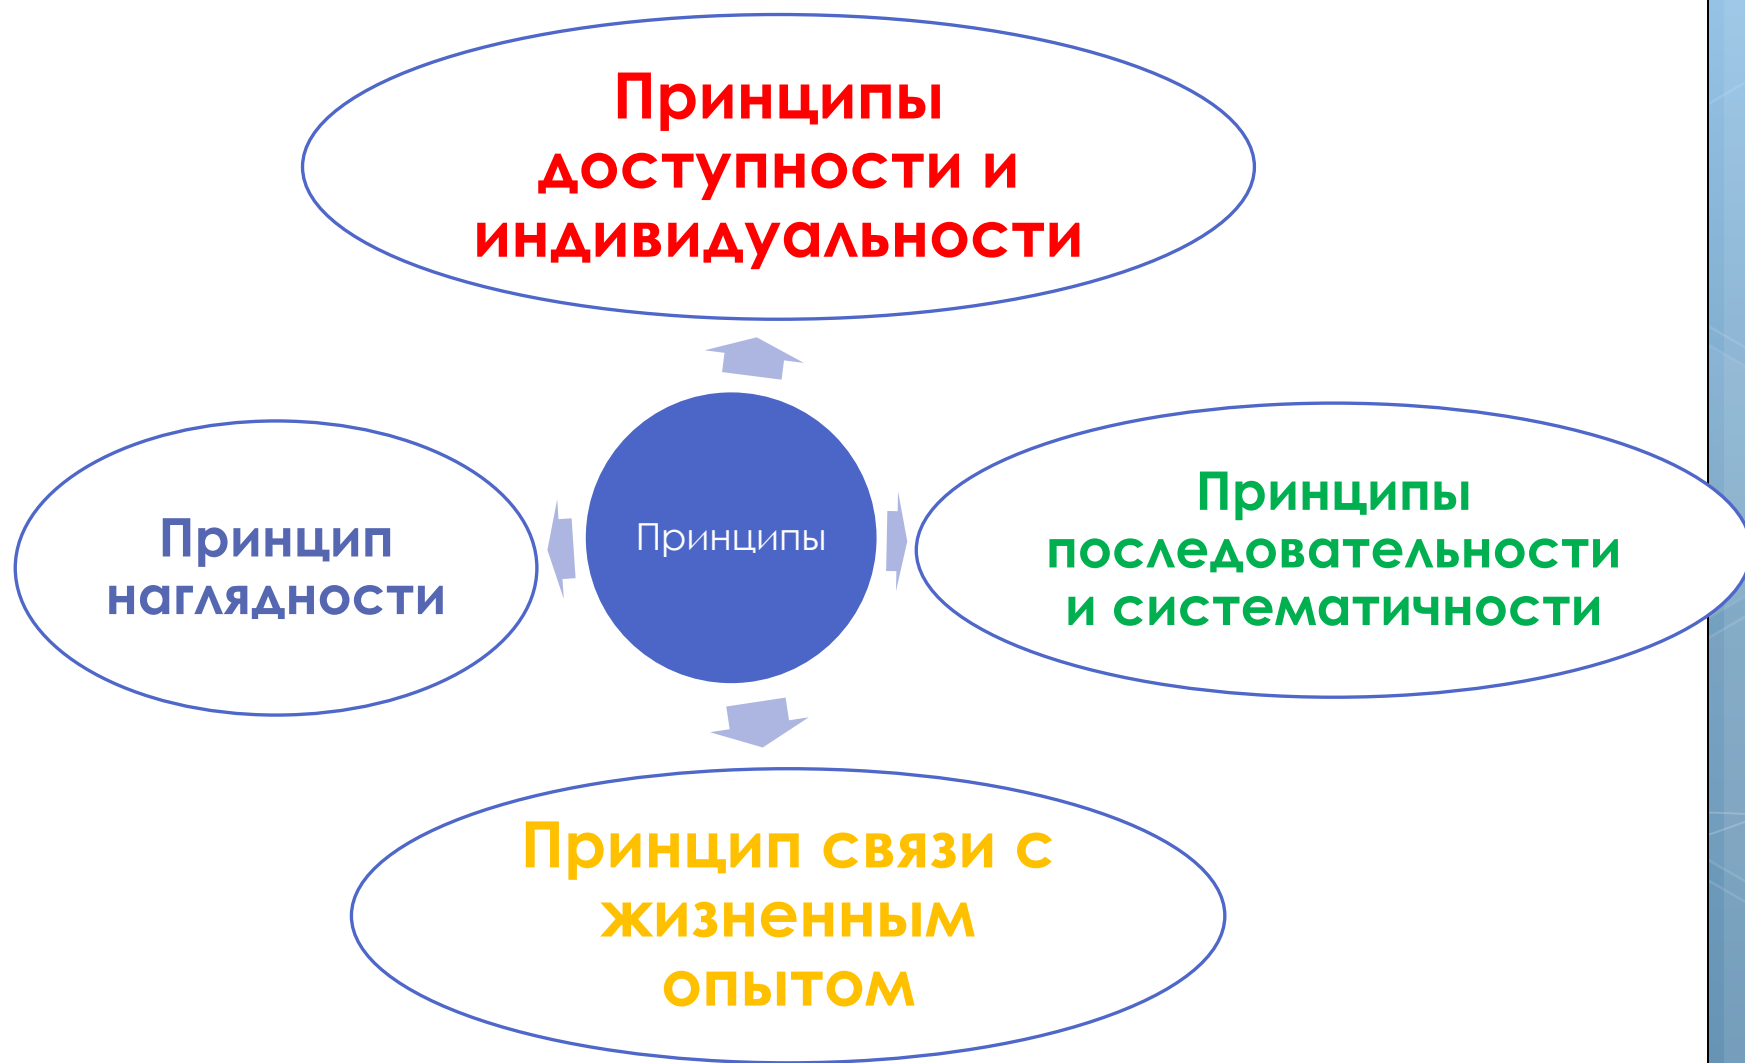 Принципы
доступности и
индивидуальности
Принцип
наглядности
Принципы
Принципы
последовательности
и систематичности
Принцип связи с
жизненным
опытом